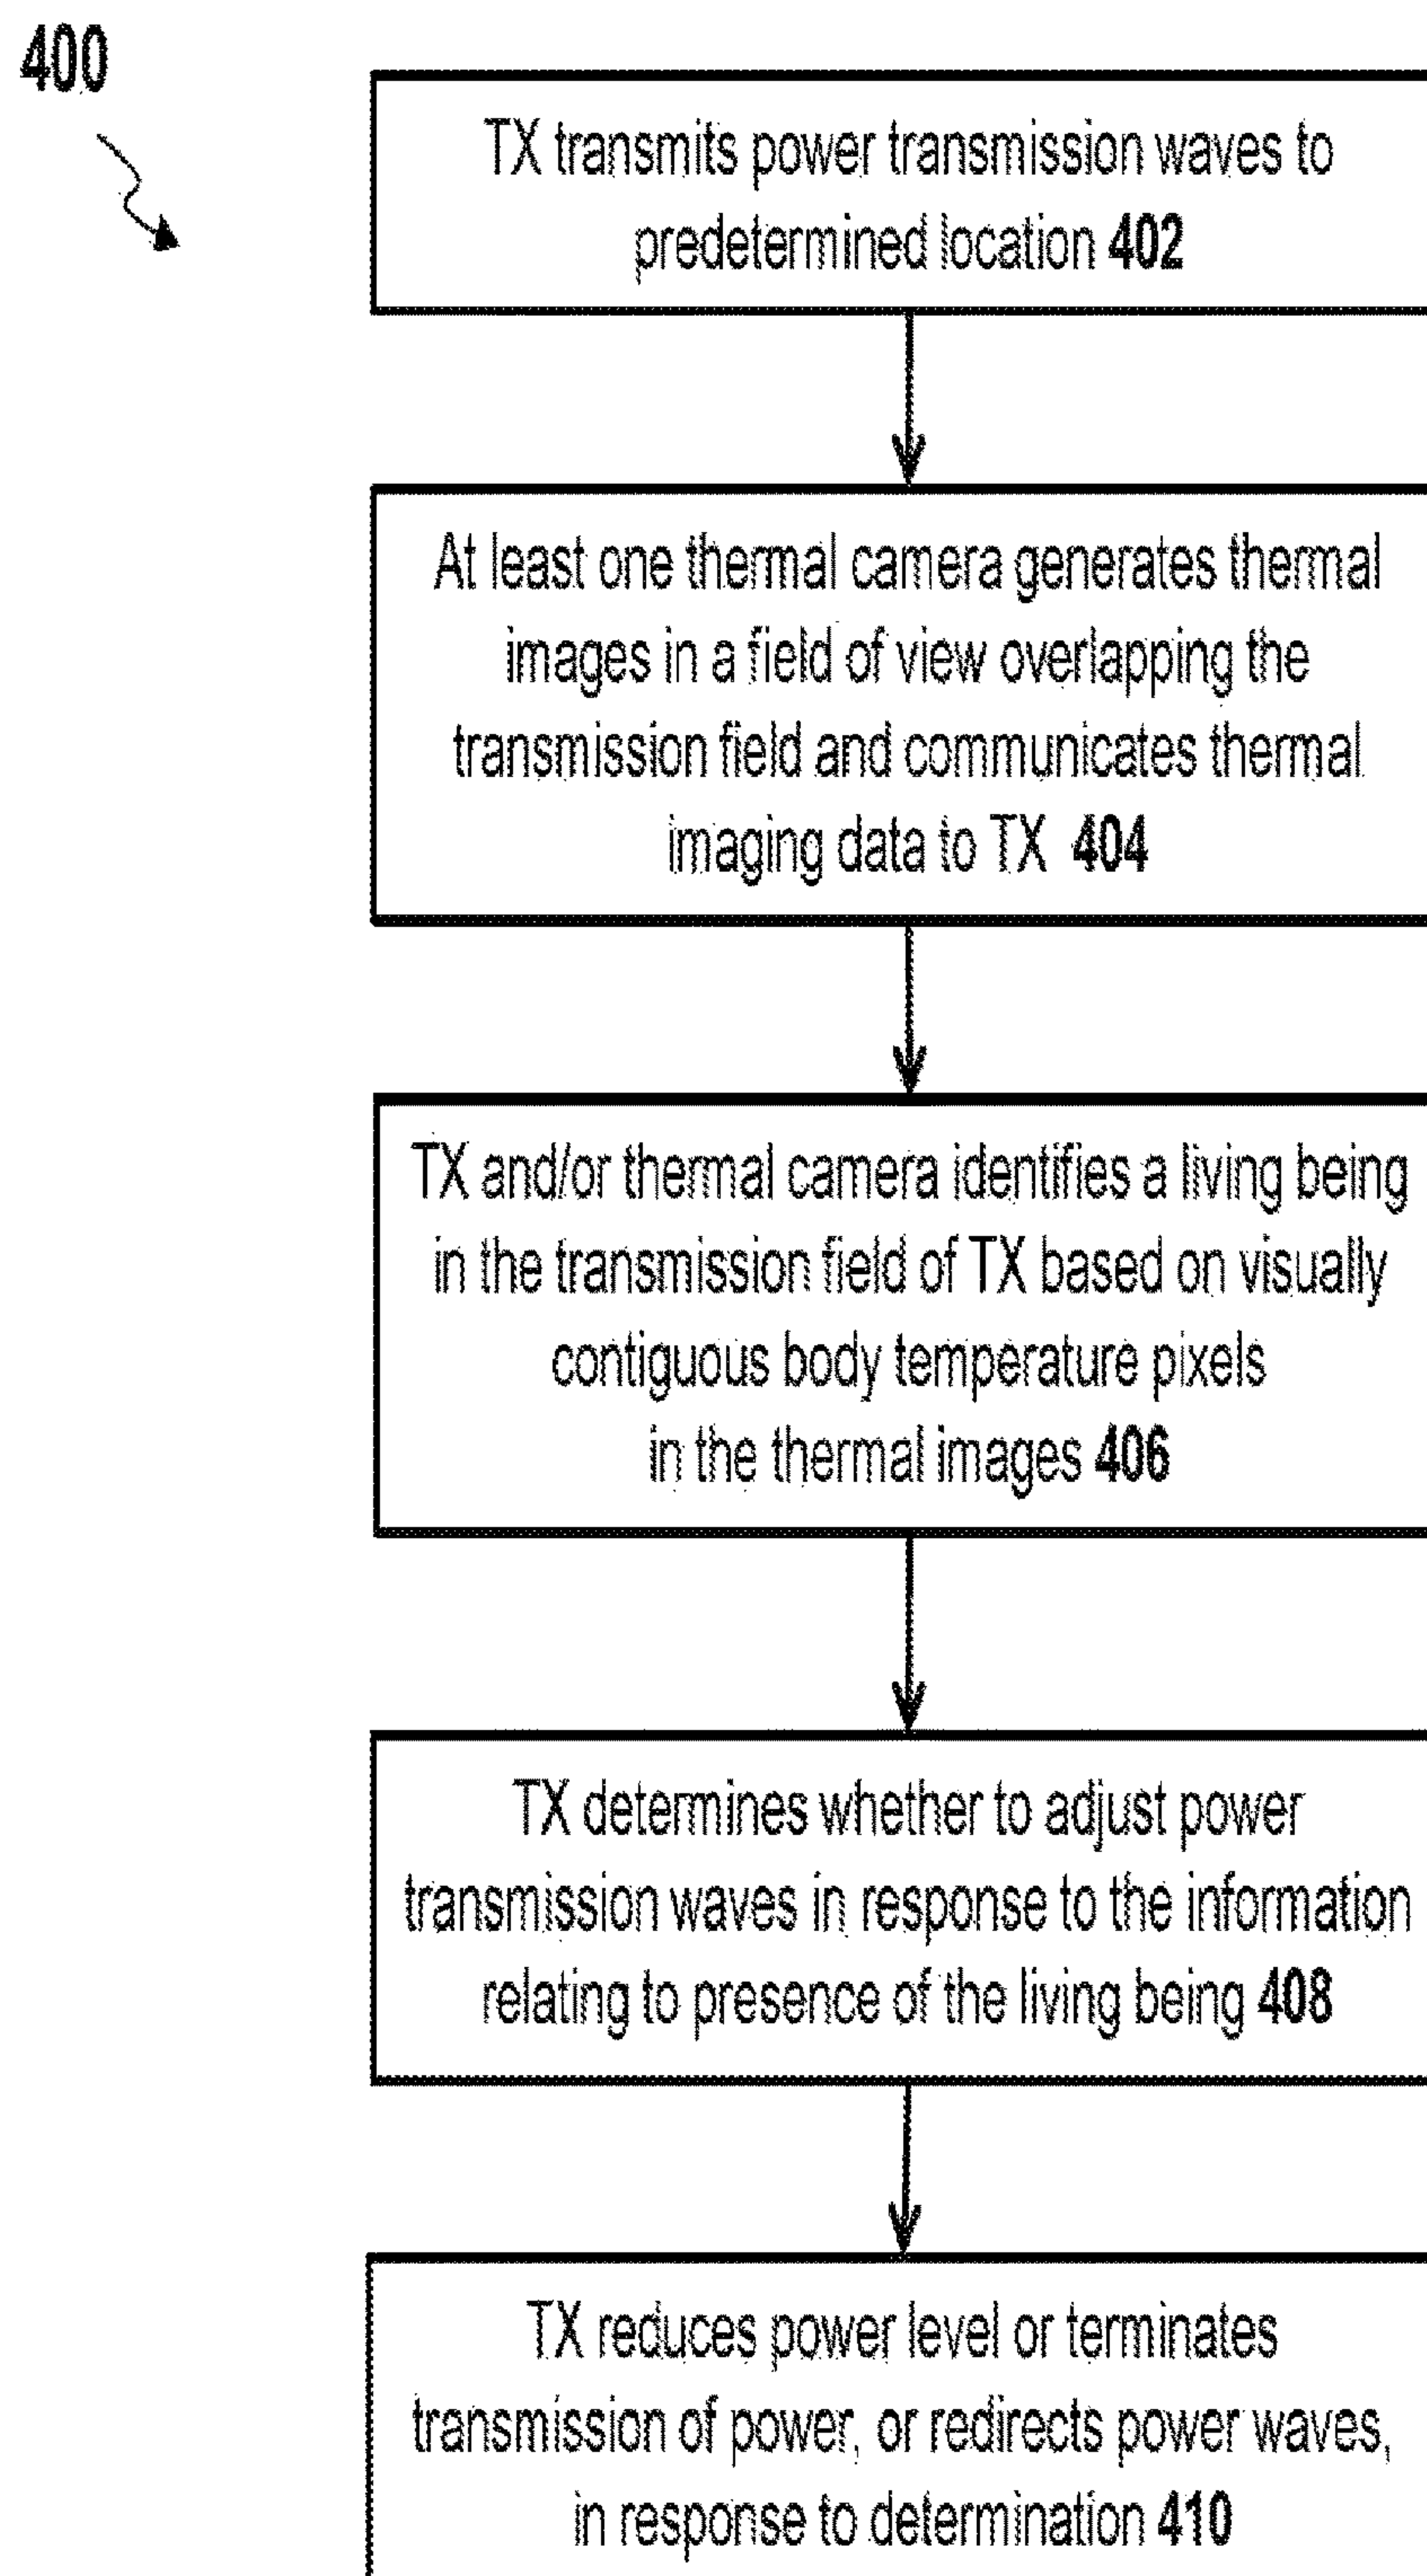 400
TX transmits power transmission waves to
predetermined location 402
At least one thermal camera generates thermal
images in a field of view overlapping the
transmission field and communicates thermal
imaging data to TX 404
TX and/or thermal camera identifies a living being
in the transmission field of TX based on visually
contiguous body temperature pixels
in the thermal images 406
TX determines whether to adjust power
transmission waves in response to the information
relating to presence of the living being 408
TX reduces power level or terminates
transmission of power, or redirects power waves,
in response to determination 410